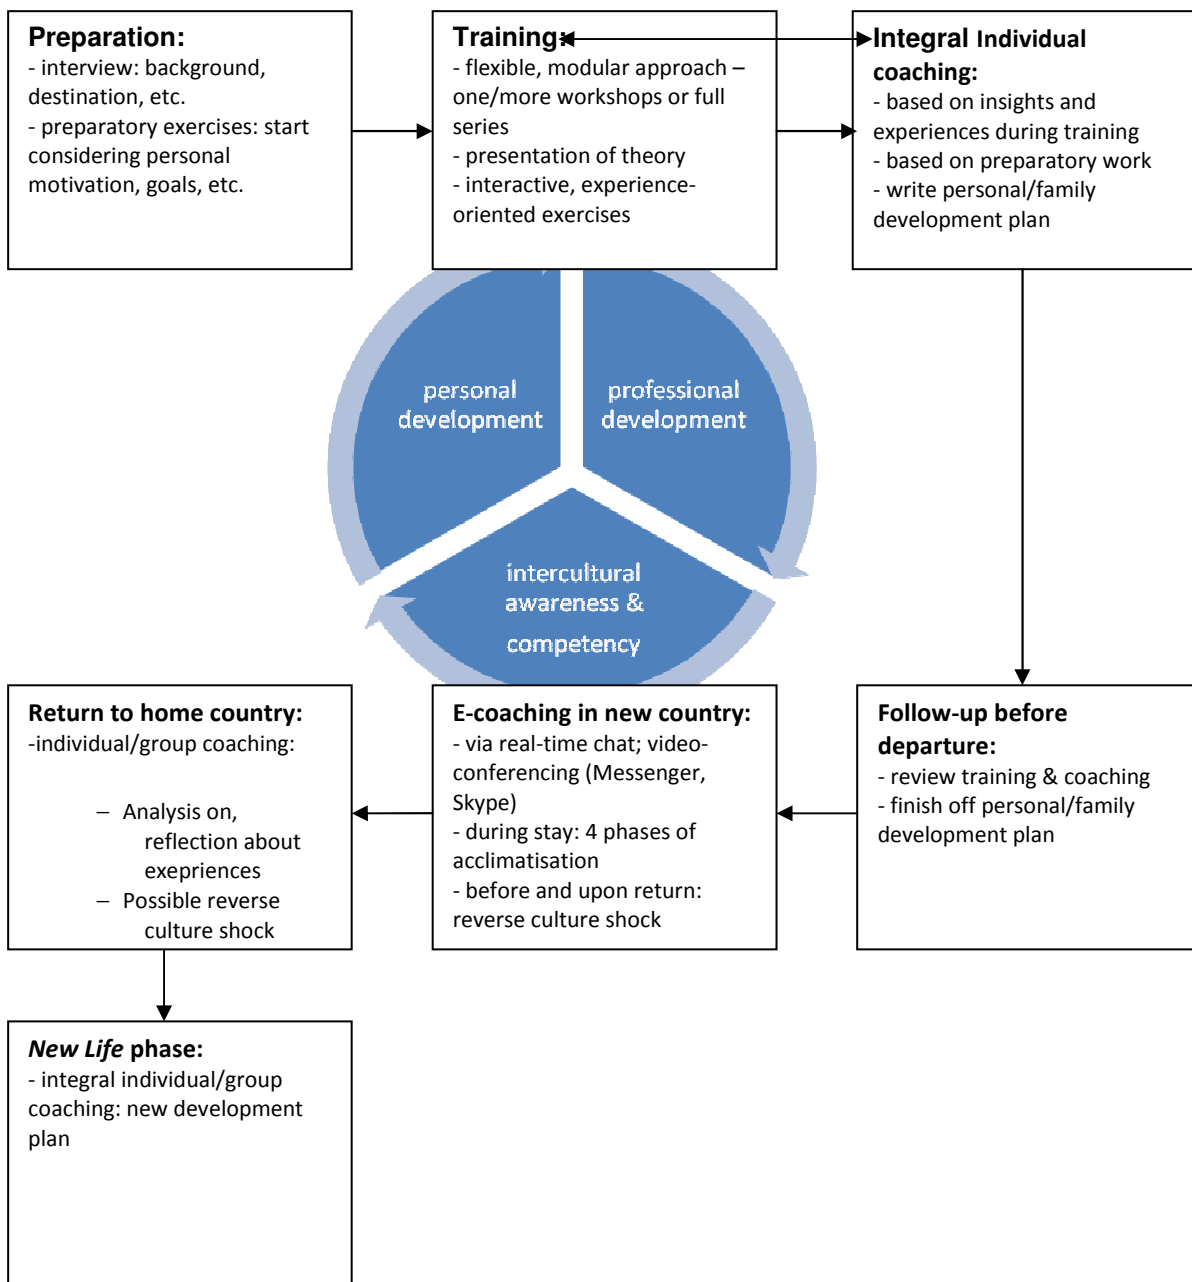 Preparation:
- interview: background,
destination, etc.
- preparatory exercises: start
considering personal
motivation, goals, etc.
Training:
- flexible, modular approach –
one/more workshops or full
series
- presentation of theory
- interactive, experience-
oriented exercises
Integral Individual
coaching:
- based on insights and
experiences during training
- based on preparatory work
- write personal/family
development plan
personal
development
professional
development
intercultural
awareness &
competency
Return to home country:
-individual/group coaching:
– Analysis on,
reflection about
exepriences
– Possible reverse
culture shock
E-coaching in new country:
- via real-time chat; video-
conferencing (Messenger,
Skype)
- during stay: 4 phases of
acclimatisation
- before and upon return:
reverse culture shock
Follow-up before
departure:
- review training & coaching
- finish off personal/family
development plan
New Life phase:
- integral individual/group
coaching: new development
plan